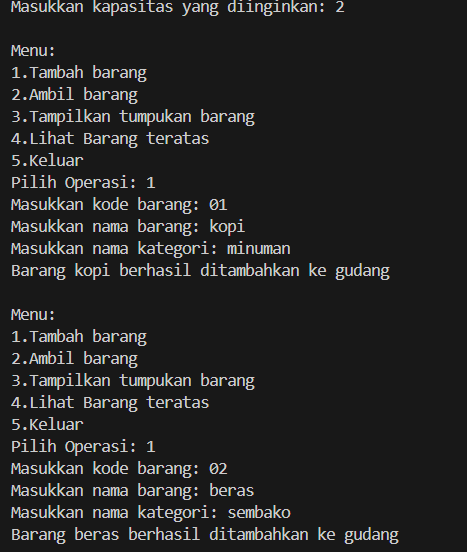 Masukkan kapasitas yang diinginkan: 2
Menu:
1.Tambah barang
2.Ambil barang
3.Tampilkan tumpukan barang
4.Lihat Barang teratas
5.Keluar
Pilih Operasi: 1
Masukkan kode barang: 01
Masukkan nama barang: kopi
Masukkan nama kategori: minuman
Barang kopi berhasil ditambahkan ke gudang
Menu:
1.Tambah barang
2.Ambil barang
3.Tampilkan tumpukan barang
4.Lihat Barang teratas
5.Keluar
Pilih Operasi: 1
Masukkan kode barang: 02
Masukkan nama barang: beras
Masukkan nama kategori: sembako
Barang beras berhasil ditambahkan ke gudang